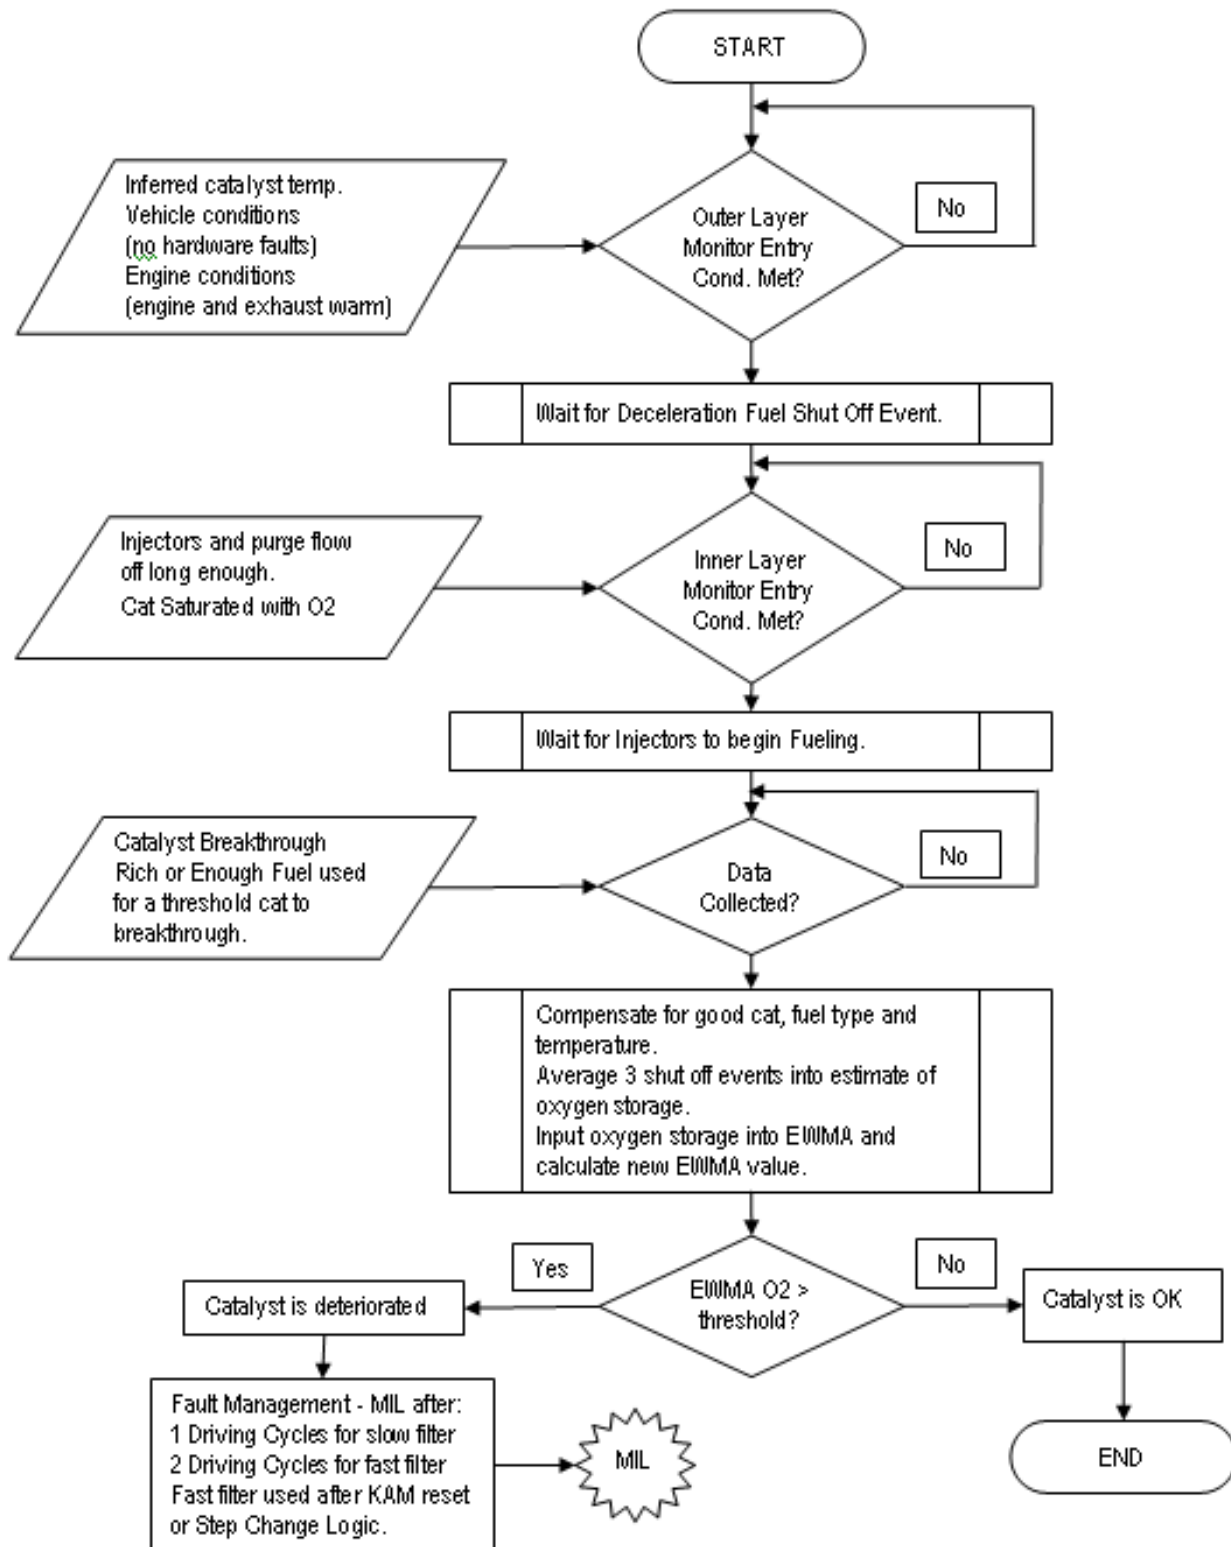 START
Inferred catalyst temp.
Vehicle conditions
(no hardware faults)
Engine conditions
(engine and exhaust warm)
Outer Layer
Monitor Entry
Cond. Met?
No
Wait for Deceleration Fuel Shut Off Event.
Injectors and purge flow
off long enough.
Cat Saturated with O2
Inner Layer
Monitor Entry
Cond. Met?
No
Wait for Injectors to begin Fueling.
Catalyst Breakthrough
Rich or Enough Fuel used
for a threshold cat to
breakthrough.
Data
Collected?
No
Compensate for good cat, fuel type and
temperature.
Average 3 shut off events into estimate of
oxygen storage.
Input oxygen storage into EWMA and
calculate new EWMA value.
Yes
EWMA O2 >
threshold?
No
Catalyst is deteriorated
Catalyst is OK
Fault Management - MIL after:
1 Driving Cycles for slow filter
2 Driving Cycles for fast filter
Fast filter used after KAM reset
or Step Change Logic.
MIL
END